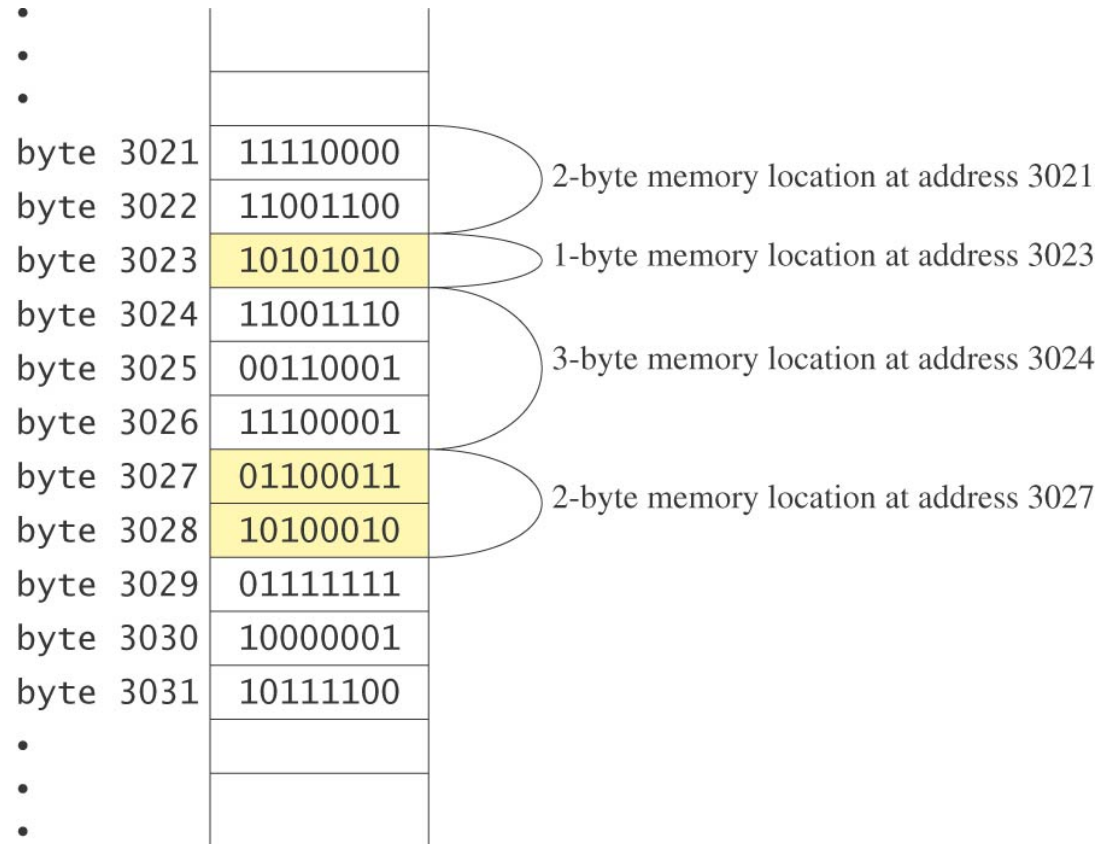 •
•
•
byte 3021 11110000
2-byte memory location at address 3021
byte 3022 11001100
byte 3023 10101010 1-byte memory location at address 3023
byte 3024 11001110
byte 3025 00110001 3-byte memory location at address 3024
byte 3026 11100001
byte 3027 01100011
2-byte memory location at address 3027
byte 3028 10100010
byte 3029 01111111
byte 3030 10000001
byte 3031 10111100
•
•
•